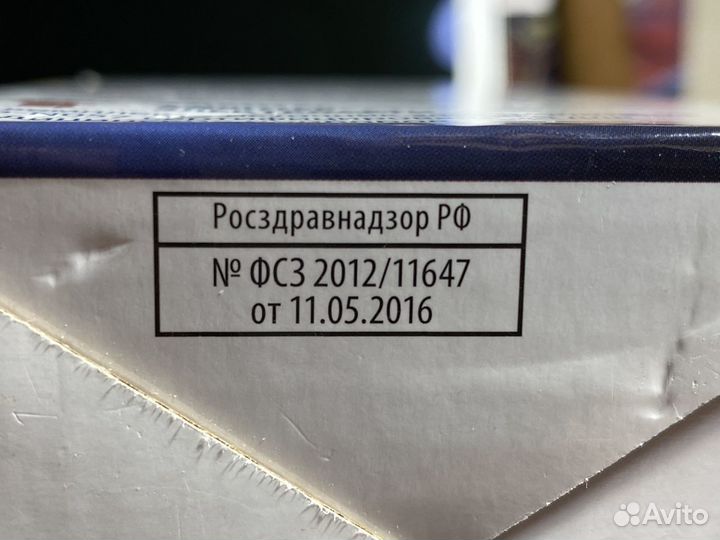 Росздравнадзор РФ
№ ФСЗ 2012/11647
от 11.05.2016
Avito